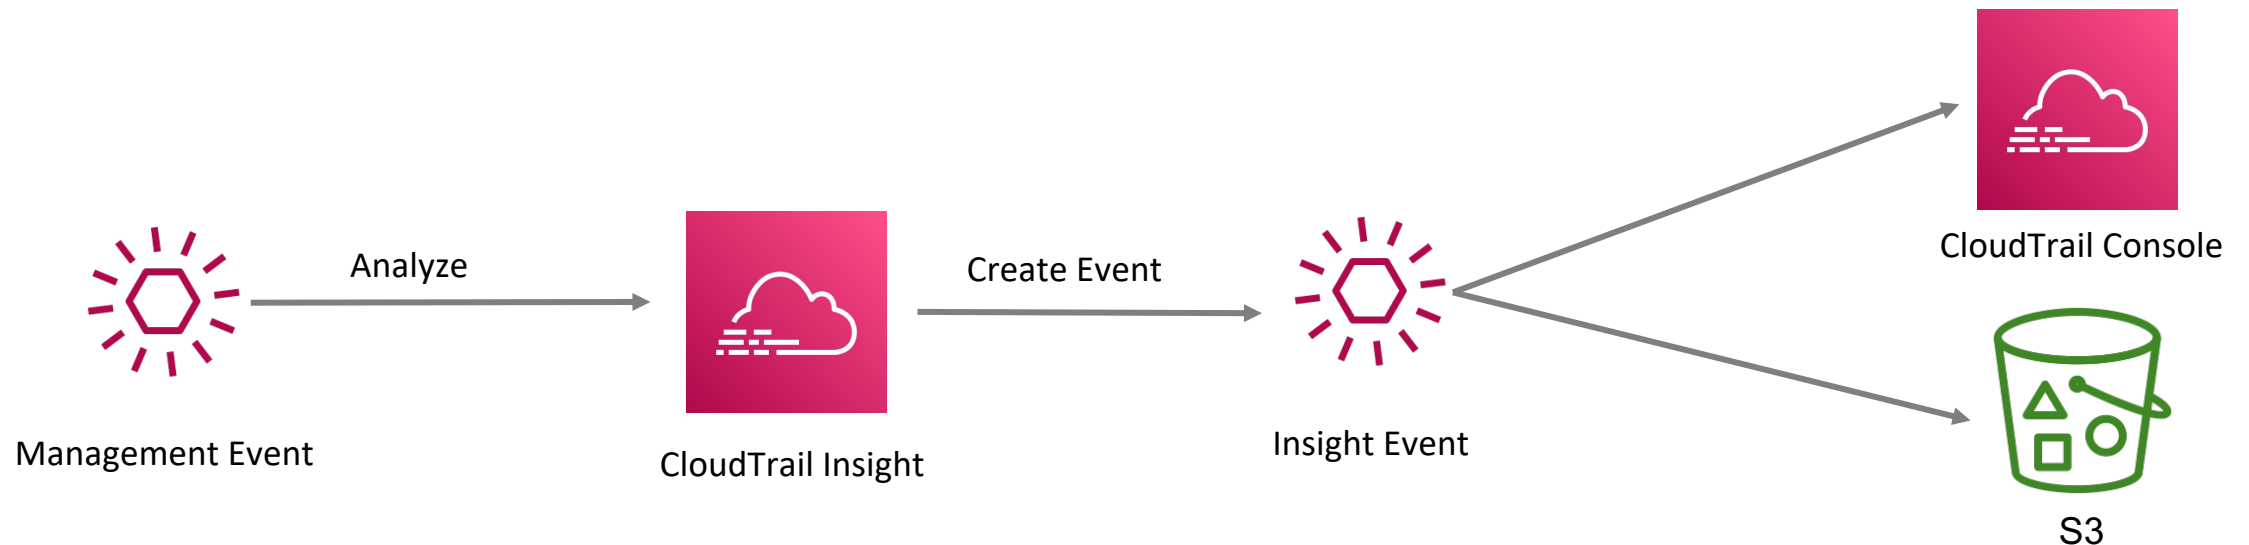 Management Event
Analyze
CloudTrail Insight
Create Event
Insight Event
CloudTrail Console
S3